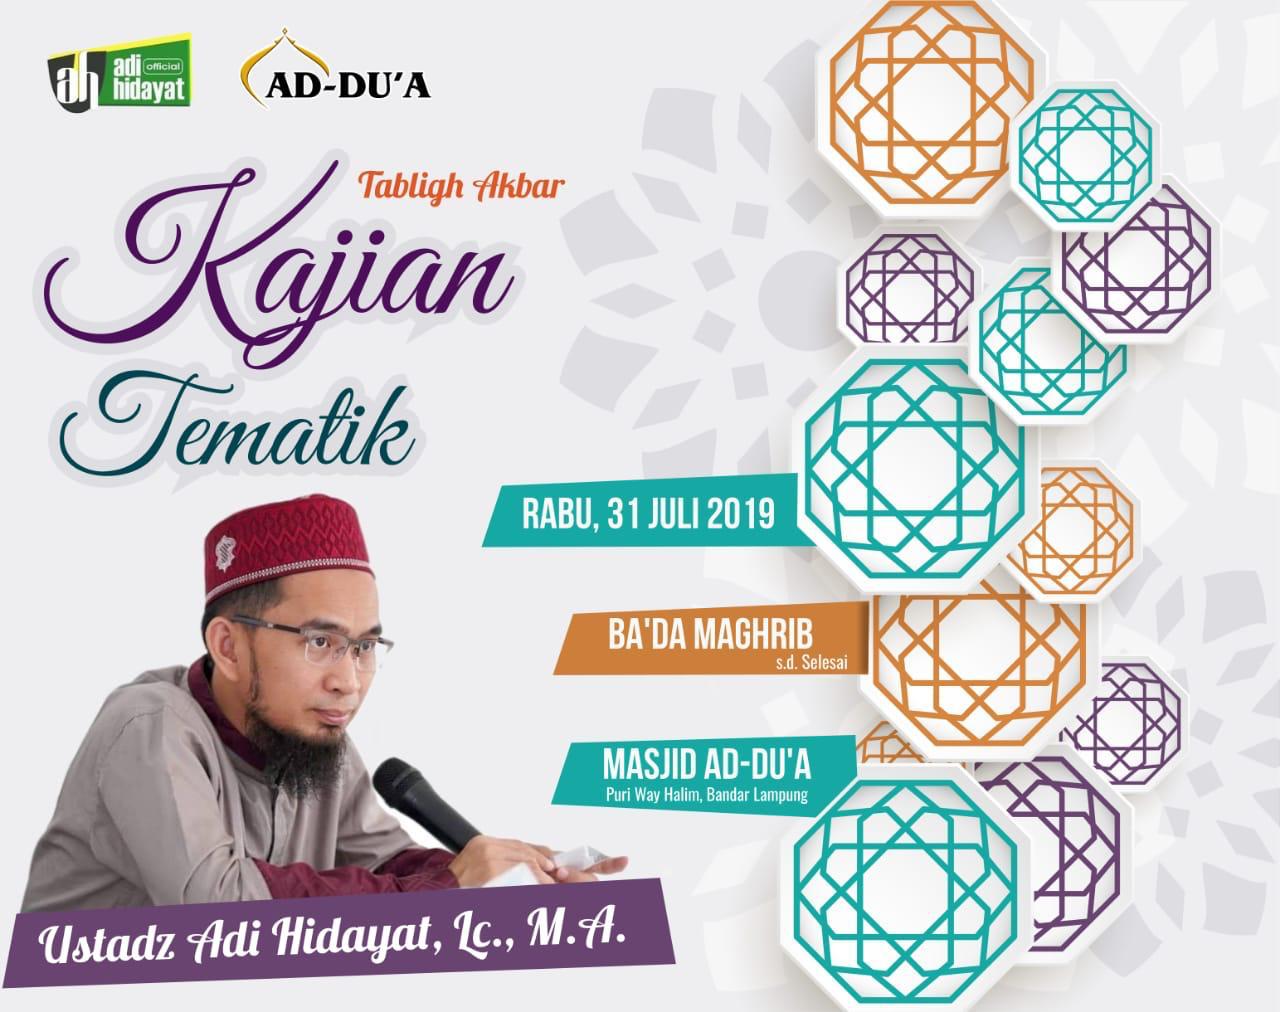 ah adi official
hidayat
AD-DU'A
Tabligh Akbar
Kajian
Tematik
RABU, 31 JULI 2019
BA'DA MAGHRIB
s.d. Selesai
MASJID AD-DU'A
Puri Way Halim, Bandar Lampung
Ustadz Adi Hidayat, Lc., M.A.